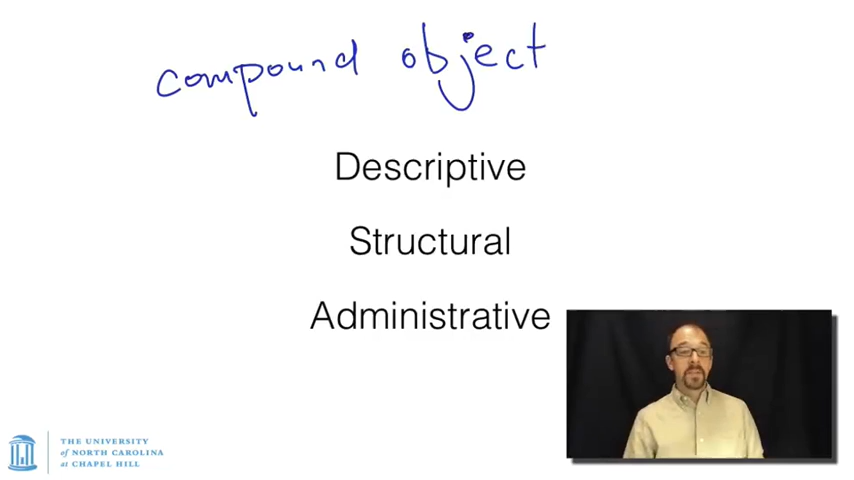 compound object
Descriptive
Structural
Administrative
THE UNIVERSITY
of NORTH CAROLINA
at CHAPEL HILL